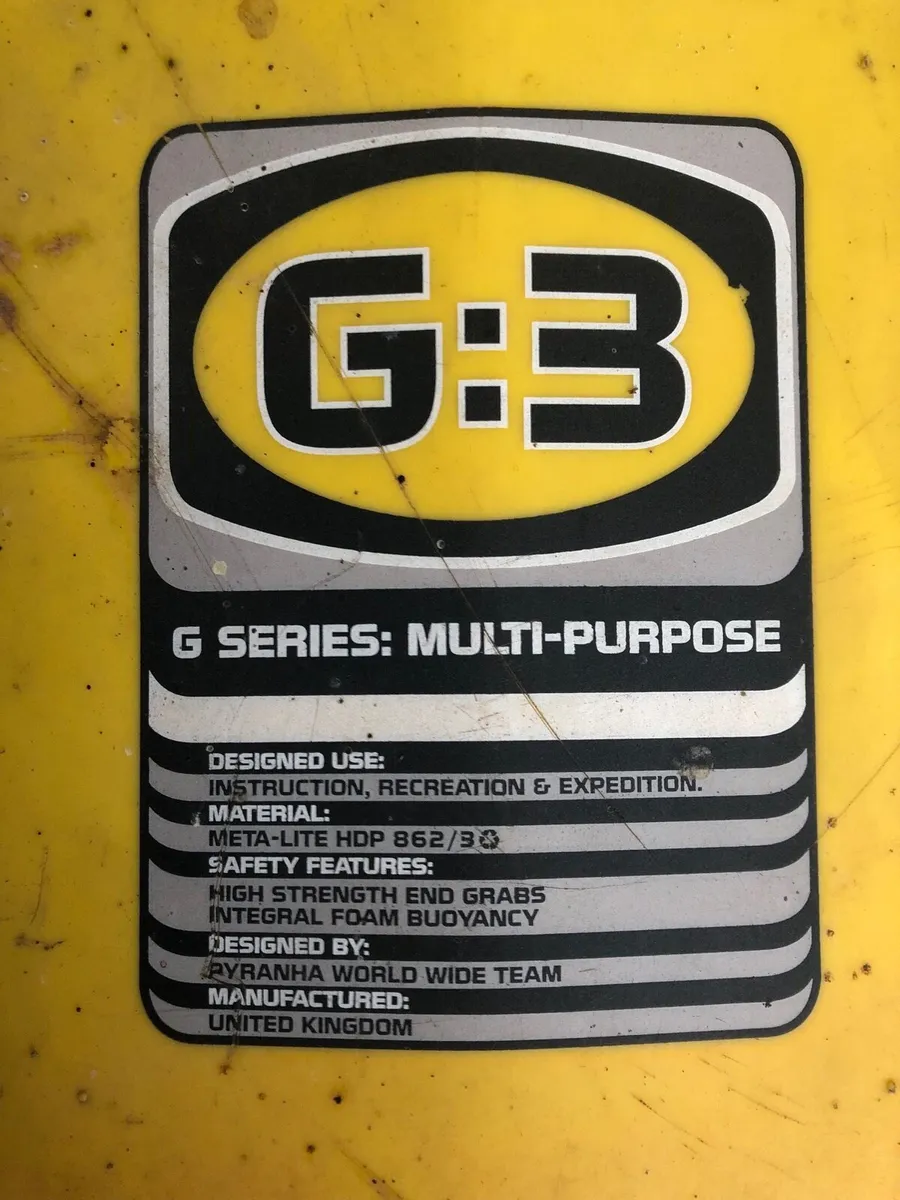 G:3
G SERIES: MULTI-PURPOSE
DESIGNED USE:
INSTRUCTION, RECREATION & EXPEDITION.
MATERIAL:
META-LITE HDP 862/3♻
SAFETY FEATURES:
HIGH STRENGTH END GRABS
INTEGRAL FOAM BUOYANCY
DESIGNED BY:
PYRANHA WORLD WIDE TEAM
MANUFACTURED:
UNITED KINGDOM